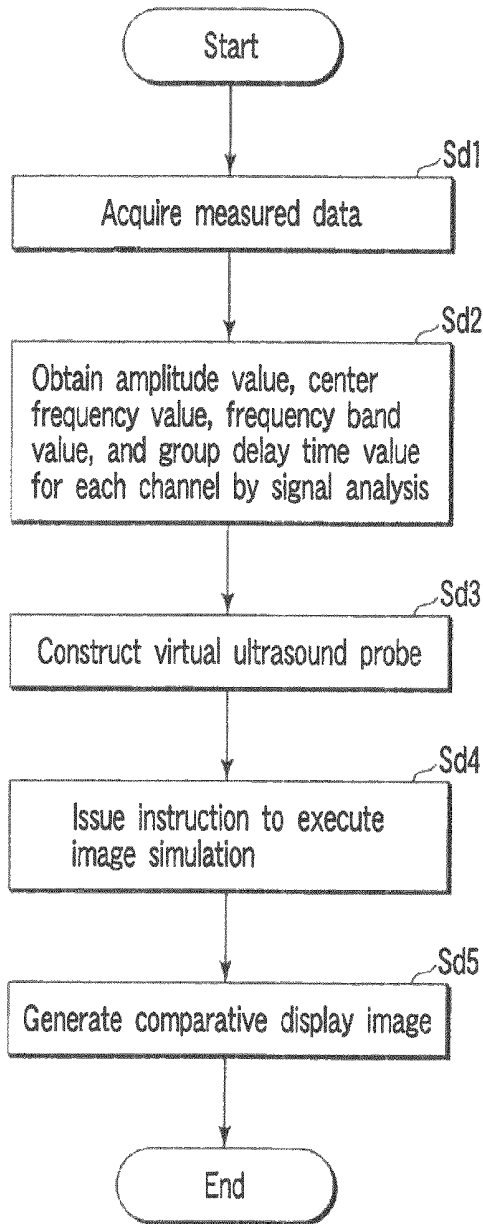 Start
Sd1
Acquire measured data
Sd2
Obtain amplitude value, center
frequency value, frequency band
value, and group delay time value
for each channel by signal analysis
Sd3
Construct virtual ultrasound probe
Sd4
Issue instruction to execute
image simulation
Sd5
Generate comparative display image
End